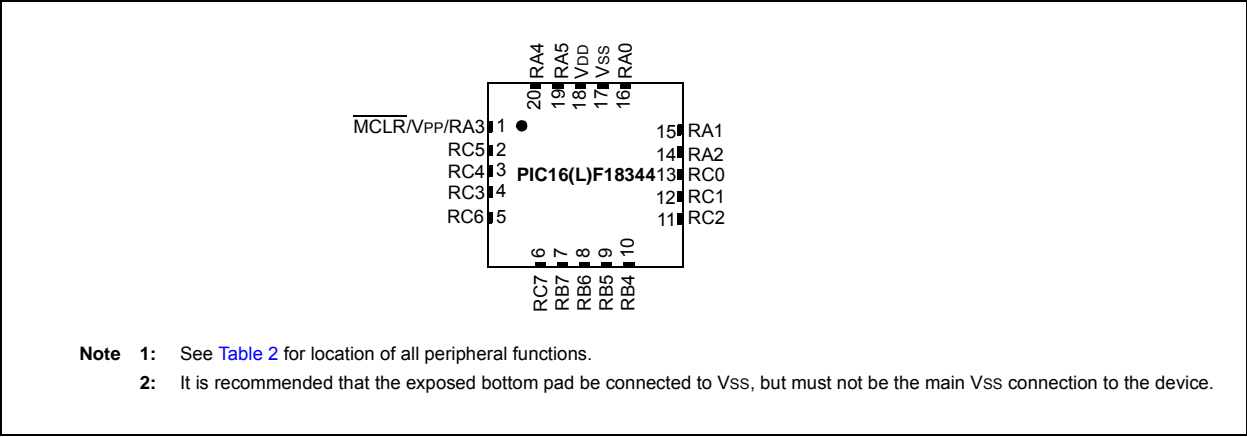 RA4
RA5
VDD
VSS
RA0
20
19
18
17
16
MCLR/VPP/RA3 1
RC5 2
RC4 3
RC3 4
RC6 5
PIC16(L)F18344
15 RA1
14 RA2
13 RC0
12 RC1
11 RC2
6
7
8
9
10
RC7
RB7
RB6
RB5
RB4
Note 1: See Table 2 for location of all peripheral functions.
2: It is recommended that the exposed bottom pad be connected to VSS, but must not be the main VSS connection to the device.